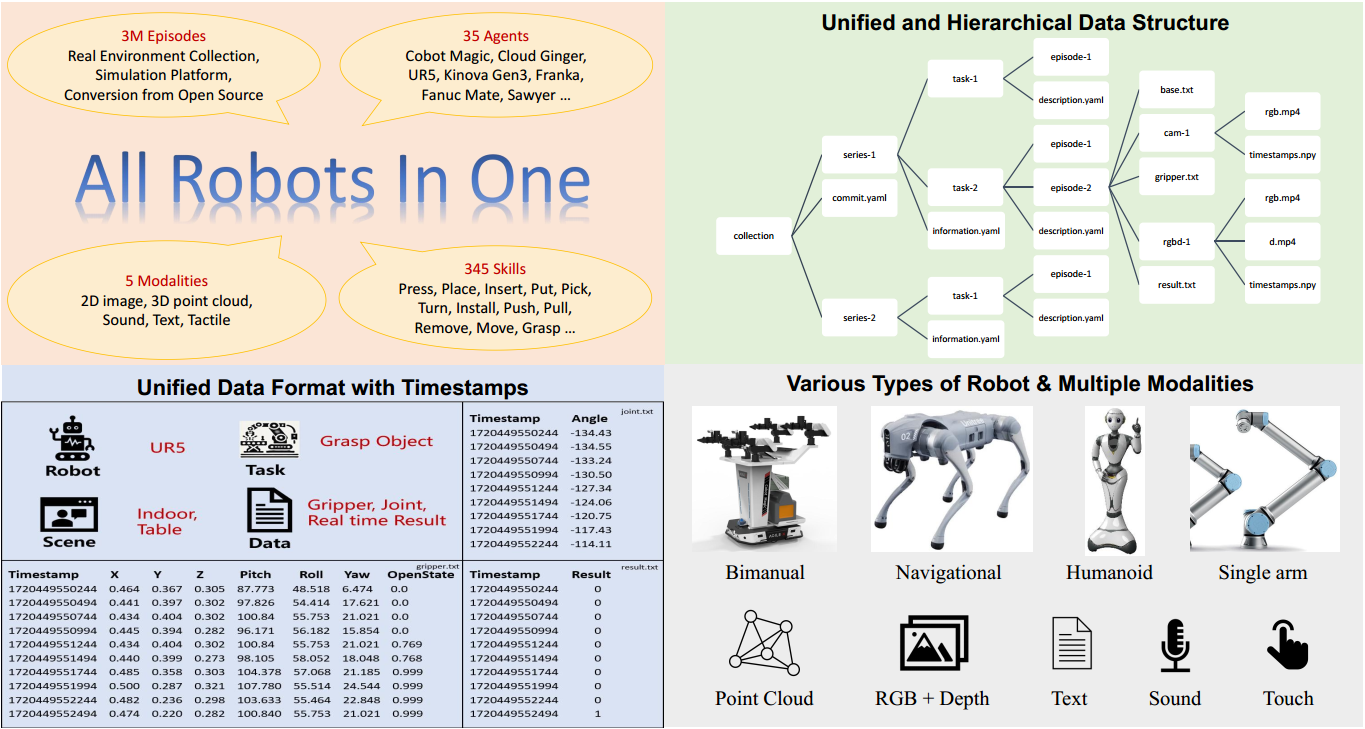 3M Episodes
Real Environment Collection,
Simulation Platform,
Conversion from Open Source
35 Agents
Cobot Magic, Cloud Ginger,
UR5, Kinova Gen3, Franka,
Fanuc Mate, Sawyer ...
All Robots In One
5 Modalities
2D image, 3D point cloud,
Sound, Text, Tactile
345 Skills
Press, Place, Insert, Put, Pick,
Turn, Install, Push, Pull,
Remove, Move, Grasp ...
Unified and Hierarchical Data Structure
collection
series-1
commit.yaml
series-2
task-1
task-2
information.yaml
task-1
information.yaml
episode-1
description.yaml
episode-1
episode-2
description.yaml
episode-1
description.yaml
base.txt
cam-1
gripper.txt
rgbd-1
result.txt
rgb.mp4
timestamps.npy
rgb.mp4
d.mp4
timestamps.npy
Unified Data Format with Timestamps
Robot
UR5
Task
Grasp Object
Scene
Indoor,
Table
Data
Gripper, Joint,
Real time Result
joint.txt
Timestamp Angle
1720449550244 -134.43
1720449550494 -134.55
1720449550744 -133.24
1720449550994 -130.50
1720449551244 -127.34
1720449551494 -124.06
1720449551744 -120.75
1720449551994 -117.43
1720449552244 -114.11
gripper.txt
Timestamp X Y Z Pitch Roll Yaw OpenState
1720449550244 0.464 0.367 0.305 87.773 48.518 6.474 0.0
1720449550494 0.441 0.397 0.302 97.826 54.414 17.621 0.0
1720449550744 0.434 0.404 0.302 100.84 55.753 21.021 0.0
1720449550994 0.445 0.394 0.282 96.171 56.182 15.854 0.0
1720449551244 0.434 0.404 0.302 100.84 55.753 21.021 0.769
1720449551494 0.440 0.399 0.273 98.105 58.052 18.048 0.768
1720449551744 0.485 0.358 0.303 104.378 57.068 21.185 0.999
1720449551994 0.500 0.287 0.321 107.780 55.514 24.544 0.999
1720449552244 0.482 0.236 0.298 103.633 55.464 22.848 0.999
1720449552494 0.474 0.220 0.282 100.840 55.753 21.021 0.999
result.txt
Timestamp Result
1720449550244 0
1720449550494 0
1720449550744 0
1720449550994 0
1720449551244 0
1720449551494 0
1720449551744 0
1720449551994 0
1720449552244 0
1720449552494 1
Various Types of Robot & Multiple Modalities
02
Bimanual
Navigational
Humanoid
Single arm
Point Cloud
RGB + Depth
Text
Sound
Touch